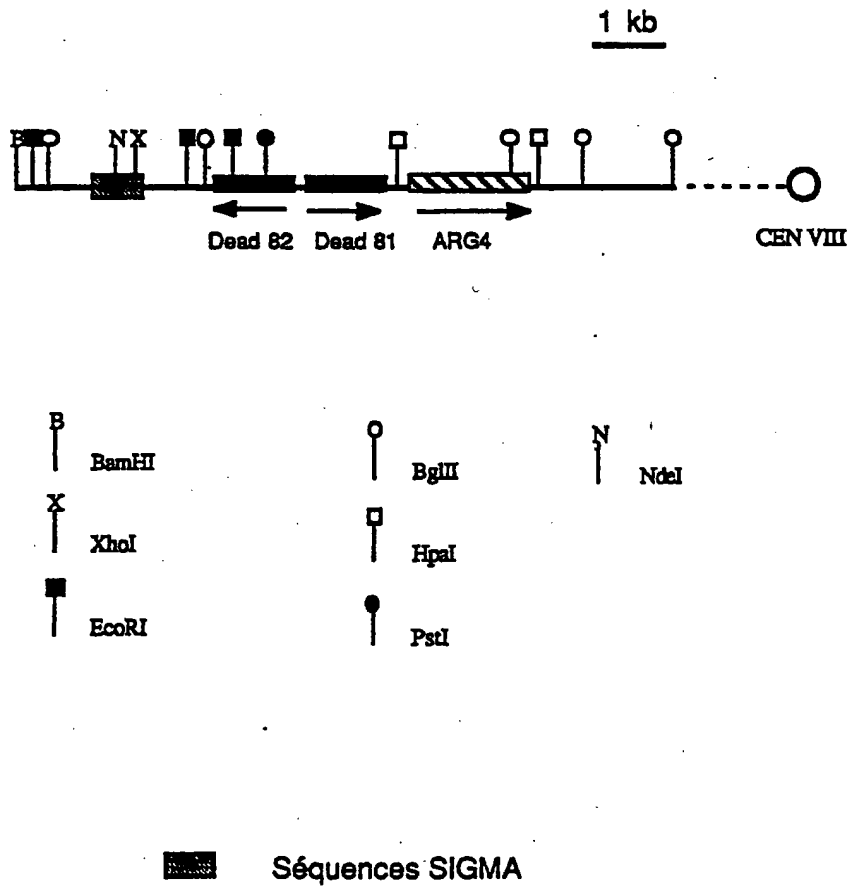 1 kb
B N X
Dead 82 Dead 81 ARG4 CEN VIII
B
BamHI
BglII
N
NdeI
X
XhoI
HpaI
EcoRI
PstI
Séquences SIGMA